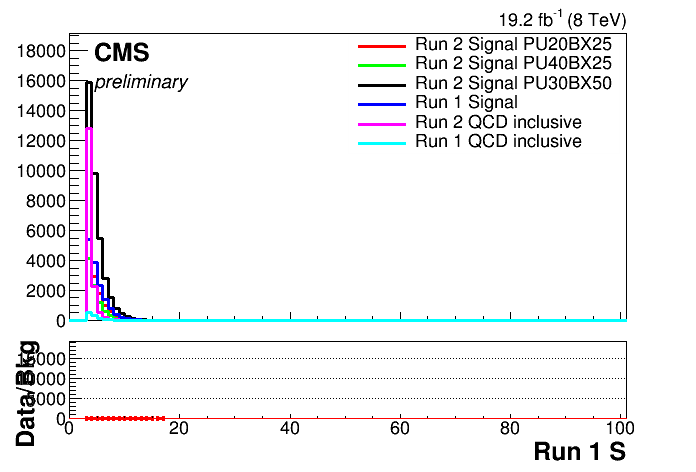 19.2 fb-1 (8 TeV)
CMS
preliminary
Run 2 Signal PU20BX25
Run 2 Signal PU40BX25
Run 2 Signal PU30BX50
Run 1 Signal
Run 2 QCD inclusive
Run 1 QCD inclusive
18000
16000
14000
12000
10000
8000
6000
4000
2000
0
Data/Bkg
0
0 20 40 60 80 100
Run 1 S